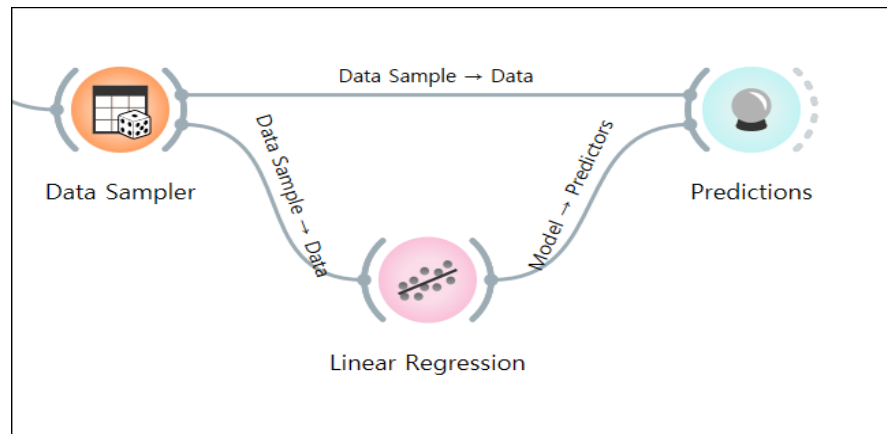 Data Sample → Data
Data Sampler
Data Sample → Data
Model → Predictors
Predictions
Linear Regression